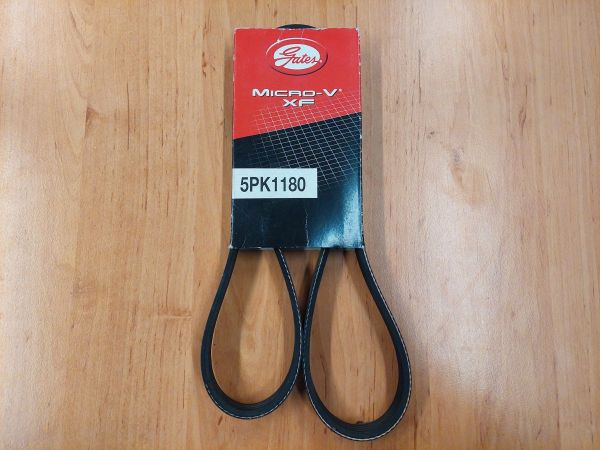 Gates
MICRO-V®
XF
5PK1180